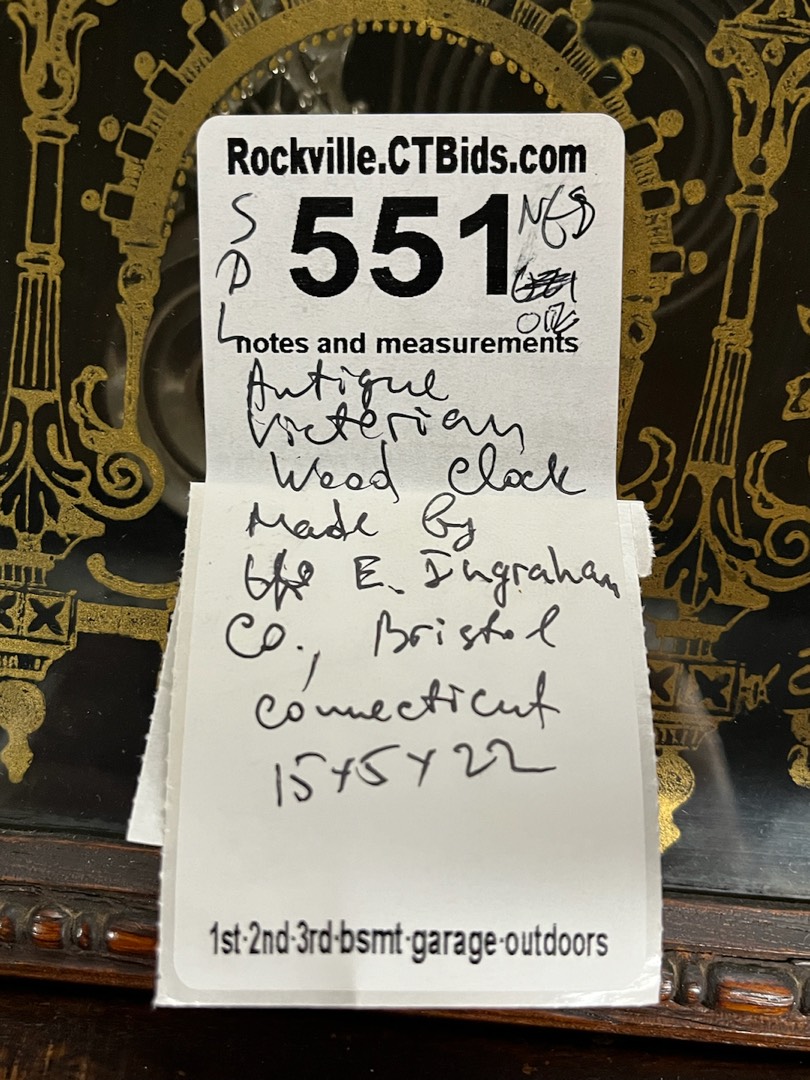 Rockville.CTBids.com
S
D
L
551
notes and measurements
Antique
Victorian
Wood Clock
Made by
E. Ingraham
Co., Bristol
Connecticut
15x5x22
1st·2nd·3rd·bsmt·garage·outdoors